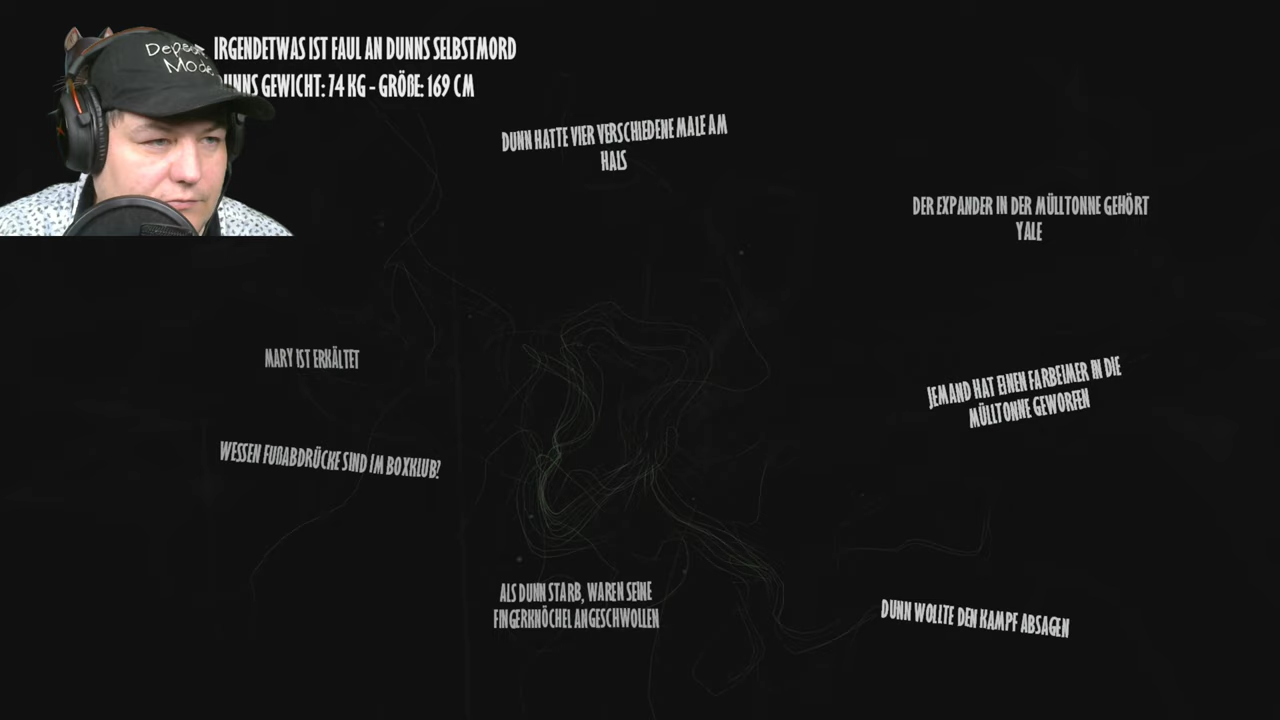 Depeche
Mode
IRGENDETWAS IST FAUL AN DUNNS SELBSTMORD
DUNNS GEWICHT: 74 KG - GRÖẞE: 169 CM
DUNN HATTE VIER VERSCHIEDENE MALE AM
HALS
DER EXPANDER IN DER MÜLLTONNE GEHÖRT
YALE
MARY IST ERKÄLTET
JEMAND HAT EINEN FARBEIMER IN DIE
MÜLLTONNE GEWORFEN
WESSEN FUẞABDRÜCKE SIND IM BOXKLUB?
ALS DUNN STARB, WAREN SEINE
FINGERKNÖCHEL ANGESCHWOLLEN
DUNN WOLLTE DEN KAMPF ABSAGEN